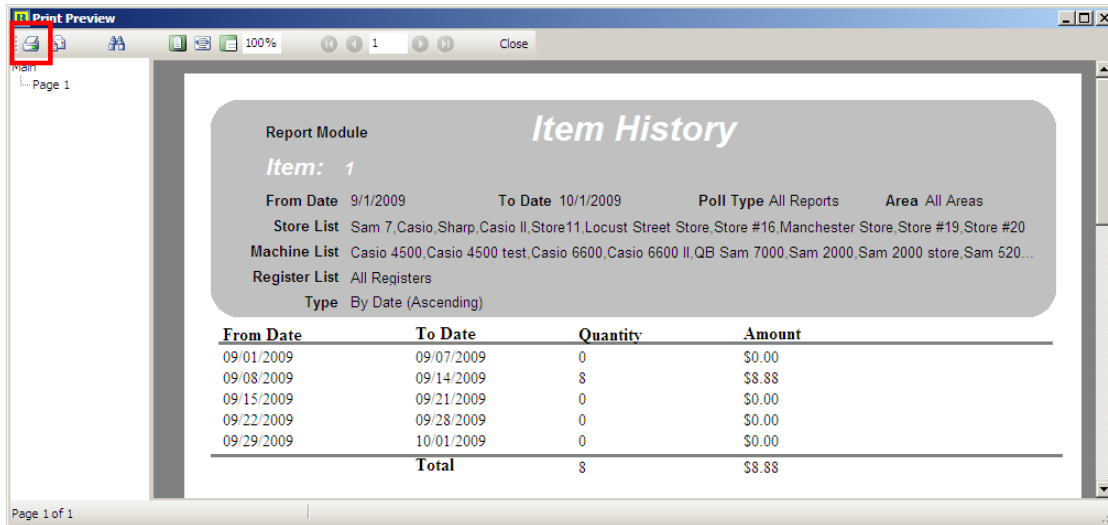 Print Preview
100%
1
Close
Main
Page 1
Report Module
Item History
Item: 1
From Date 9/1/2009 To Date 10/1/2009 Poll Type All Reports Area All Areas
Store List Sam 7,Casio,Sharp,Casio II,Store11,Locust Street Store,Store #16,Manchester Store,Store #19,Store #20
Machine List Casio 4500,Casio 4500 test,Casio 6600,Casio 6600 II,QB Sam 7000,Sam 2000,Sam 2000 store,Sam 520...
Register List All Registers
Type By Date (Ascending)
From Date To Date Quantity Amount
09/01/2009 09/07/2009 0 $0.00
09/08/2009 09/14/2009 8 $8.88
09/15/2009 09/21/2009 0 $0.00
09/22/2009 09/28/2009 0 $0.00
09/29/2009 10/01/2009 0 $0.00
Total 8 $8.88
Page 1 of 1